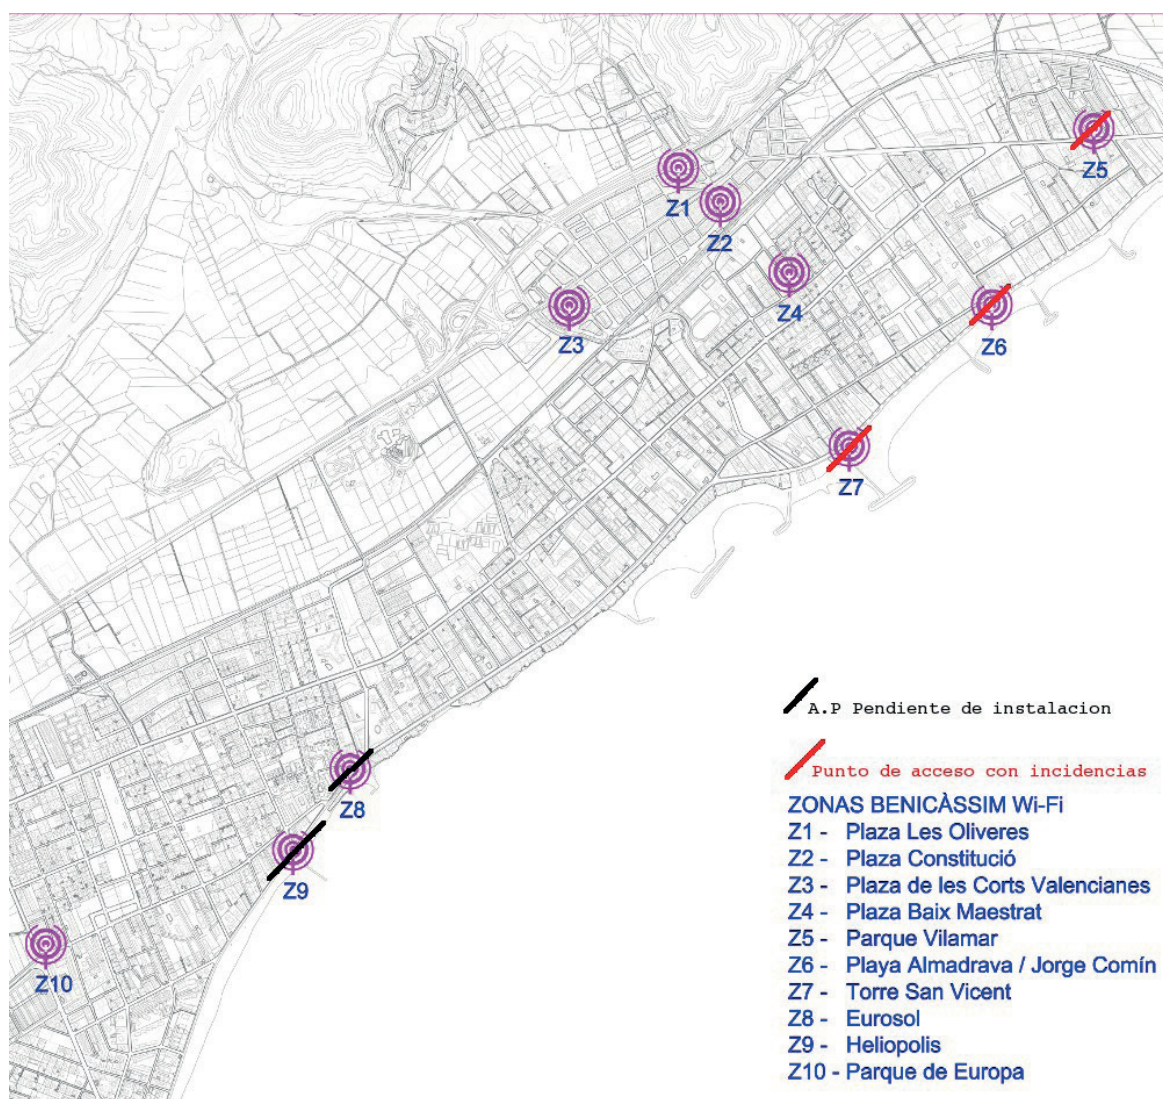 Z1
Z2
Z3
Z4
Z5
Z6
Z7
Z8
Z9
Z10
A.P Pendiente de instalacion
Punto de acceso con incidencias
ZONAS BENICÀSSIM Wi-Fi
Z1 - Plaza Les Oliveres
Z2 - Plaza Constitució
Z3 - Plaza de les Corts Valencianes
Z4 - Plaza Baix Maestrat
Z5 - Parque Vilamar
Z6 - Playa Almadrava / Jorge Comín
Z7 - Torre San Vicent
Z8 - Eurosol
Z9 - Heliopolis
Z10 - Parque de Europa